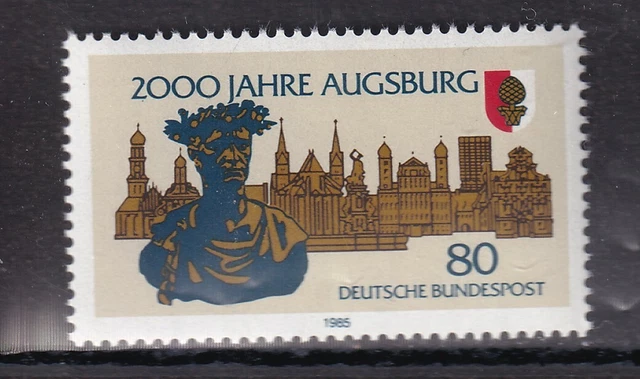 2000 JAHRE AUGSBURG
80
DEUTSCHE BUNDESPOST
1985